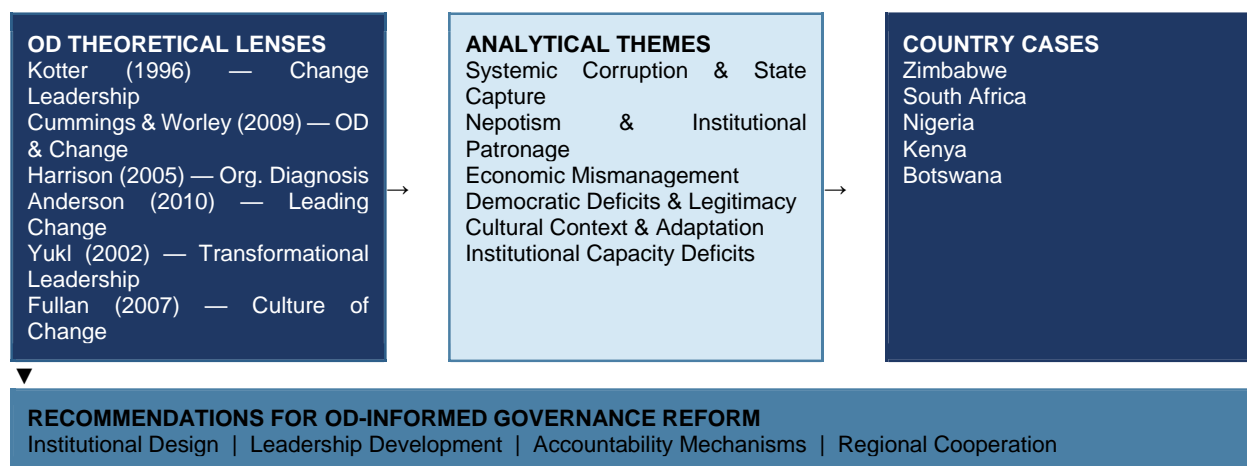 OD THEORETICAL LENSES
Kotter (1996) — Change
Leadership
Cummings & Worley (2009) — OD
& Change
Harrison (2005) — Org. Diagnosis
Anderson (2010) — Leading
Change
Yukl (2002) — Transformational
Leadership
Fullan (2007) — Culture of
Change
→
ANALYTICAL THEMES
Systemic Corruption & State
Capture
Nepotism & Institutional
Patronage
Economic Mismanagement
Democratic Deficits & Legitimacy
Cultural Context & Adaptation
Institutional Capacity Deficits
→
COUNTRY CASES
Zimbabwe
South Africa
Nigeria
Kenya
Botswana
▼
RECOMMENDATIONS FOR OD-INFORMED GOVERNANCE REFORM
Institutional Design | Leadership Development | Accountability Mechanisms | Regional Cooperation